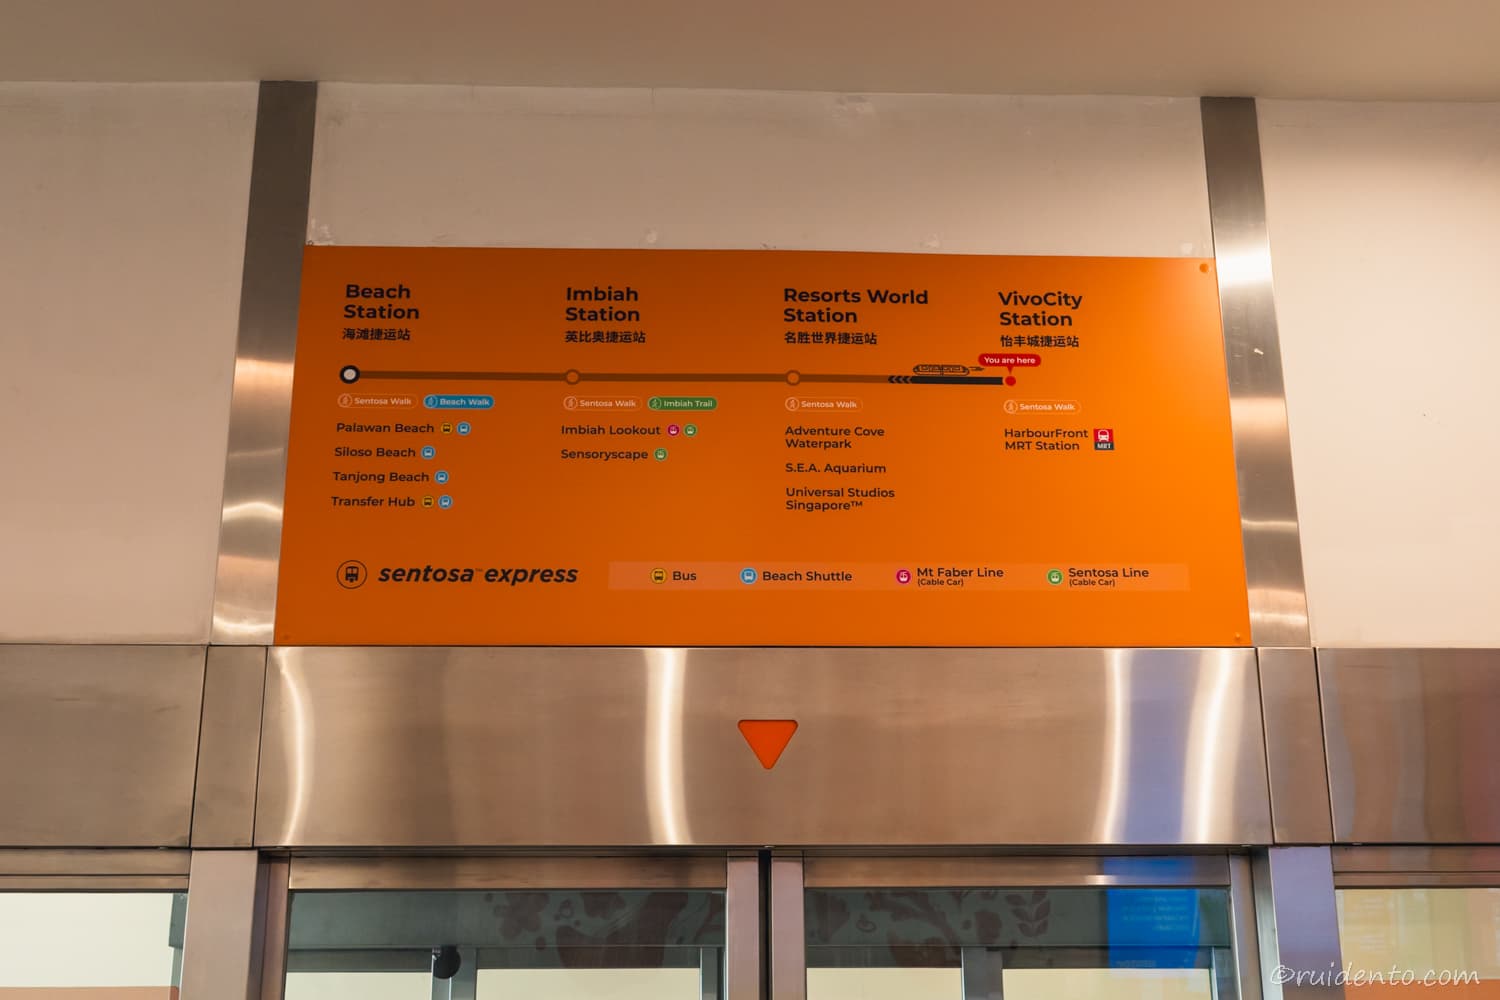 Beach
Station
海滩捷运站
Sentosa Walk
Beach Walk
Palawan Beach
Siloso Beach
Tanjong Beach
Transfer Hub
Imbiah
Station
英比奥捷运站
Sentosa Walk
Imbiah Trail
Imbiah Lookout
Sensoryscape
Resorts World
Station
名胜世界捷运站
Sentosa Walk
Adventure Cove
Waterpark
S.E.A. Aquarium
Universal Studios
Singapore™
VivoCity
Station
怡丰城捷运站
You are here
Sentosa Walk
HarbourFront
MRT Station
MRT
sentosa™express
Bus
Beach Shuttle
Mt Faber Line
(Cable Car)
Sentosa Line
(Cable Car)
©ruidento.com